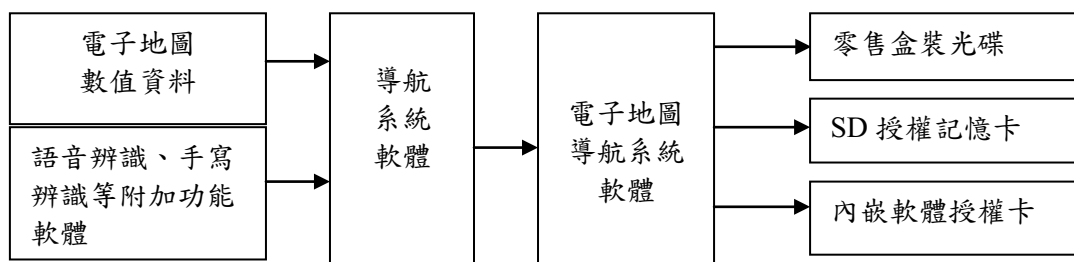 電子地圖
數值資料
語音辨識、手寫
辨識等附加功能
軟體
導航
系統
軟體
電子地圖
導航系統
軟體
零售盒裝光碟
SD 授權記憶卡
內嵌軟體授權卡